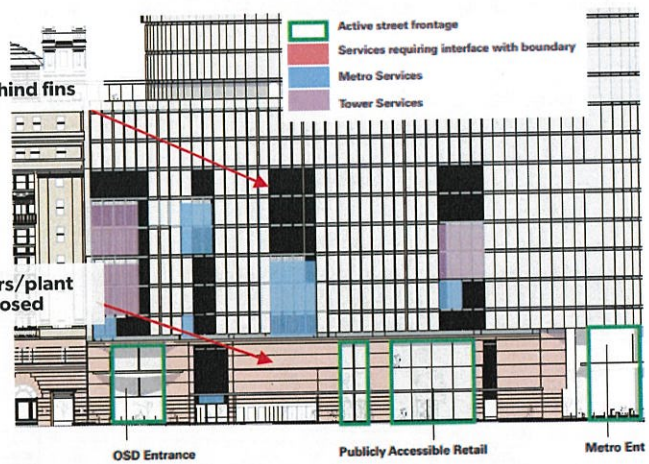 Active street frontage
Services requiring interface with boundary
Metro Services
Tower Services
hind fins
rs/plant
osed
OSD Entrance
Publicly Accessible Retail
Metro Ent